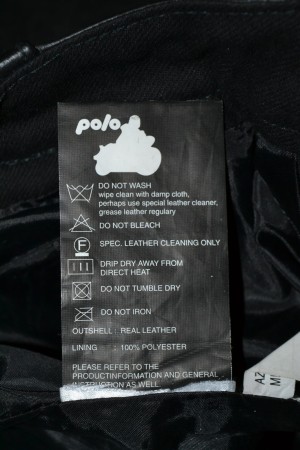 polo
DO NOT WASH
wipe clean with damp cloth,
perhaps use special leather cleaner,
grease leather regulary
DO NOT BLEACH
F SPEC. LEATHER CLEANING ONLY
DRIP DRY AWAY FROM
DIRECT HEAT
DO NOT TUMBLE DRY
DO NOT IRON
OUTSHELL : REAL LEATHER
LINING : 100% POLYESTER
PLEASE REFER TO THE
PRODUCTINFORMATION AND GENERAL
INSTRUCTION AS WELL
AZ